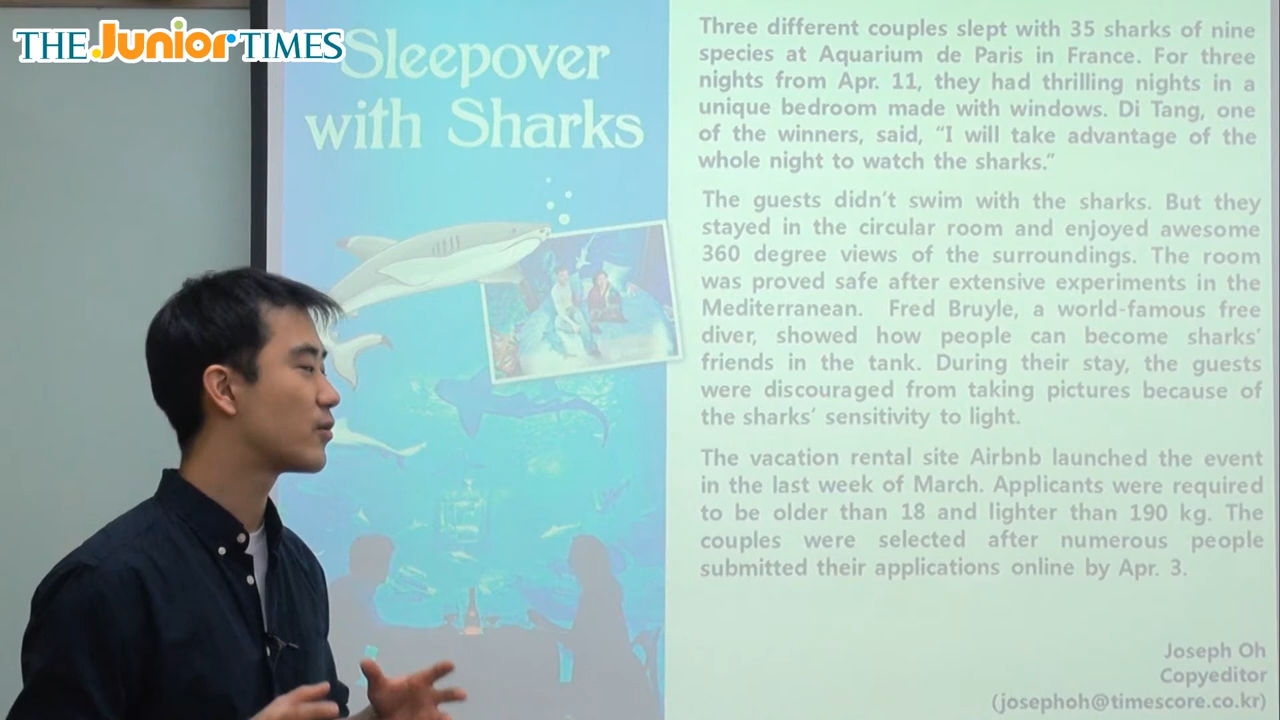 THE Junior TIMES
Sleepover
with Sharks
Three different couples slept with 35 sharks of nine
species at Aquarium de Paris in France. For three
nights from Apr. 11, they had thrilling nights in a
unique bedroom made with windows. Di Tang, one
of the winners, said, “I will take advantage of the
whole night to watch the sharks.”
The guests didn’t swim with the sharks. But they
stayed in the circular room and enjoyed awesome
360 degree views of the surroundings. The room
was proved safe after extensive experiments in the
Mediterranean. Fred Bruyle, a world-famous free
diver, showed how people can become sharks’
friends in the tank. During their stay, the guests
were discouraged from taking pictures because of
the sharks’ sensitivity to light.
The vacation rental site Airbnb launched the event
in the last week of March. Applicants were required
to be older than 18 and lighter than 190 kg. The
couples were selected after numerous people
submitted their applications online by Apr. 3.
Joseph Oh
Copyeditor
(josephoh@timescore.co.kr)